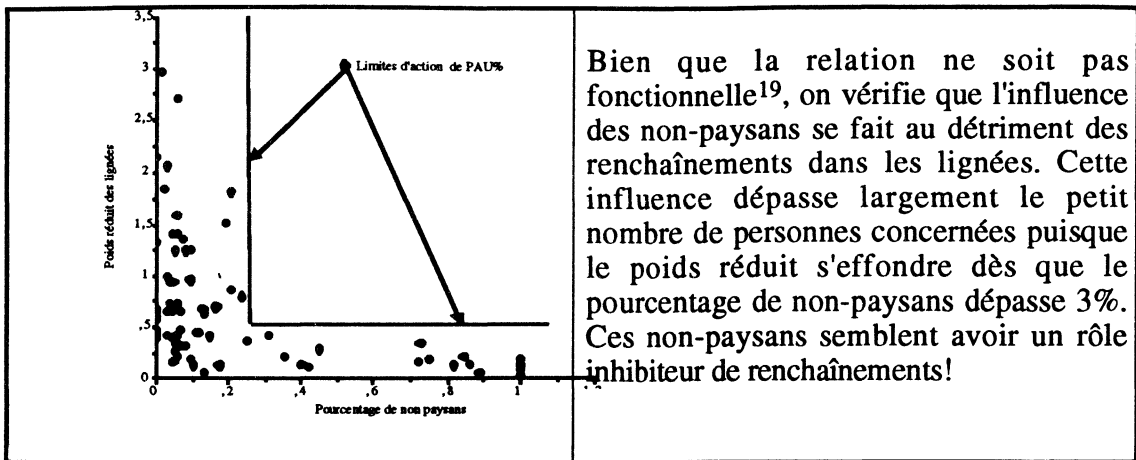 3,5
3
Limites d'action de PAU%
2,5
2
1,5
1
,5
0
0 ,2 ,4 ,6 ,8 1
Poids réduit des lignées
Pourcentage de non paysans
Bien que la relation ne soit pas
fonctionnelle19, on vérifie que l'influence
des non-paysans se fait au détriment des
renchaînements dans les lignées. Cette
influence dépasse largement le petit
nombre de personnes concernées puisque
le poids réduit s'effondre dès que le
pourcentage de non-paysans dépasse 3%.
Ces non-paysans semblent avoir un rôle
inhibiteur de renchaînements!